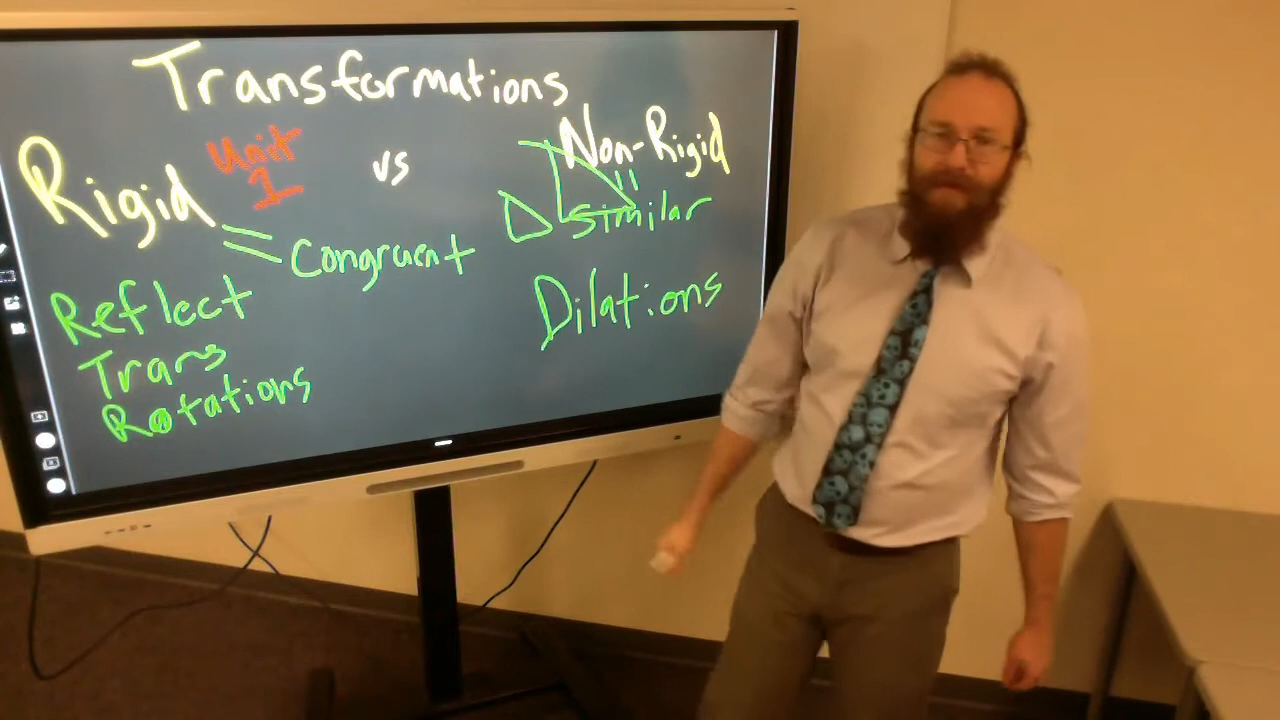 Transformations
Rigid
Unit
1
vs
Non-Rigid
= Congruent
=
Similar
Reflect
Trans
Rotations
Dilations